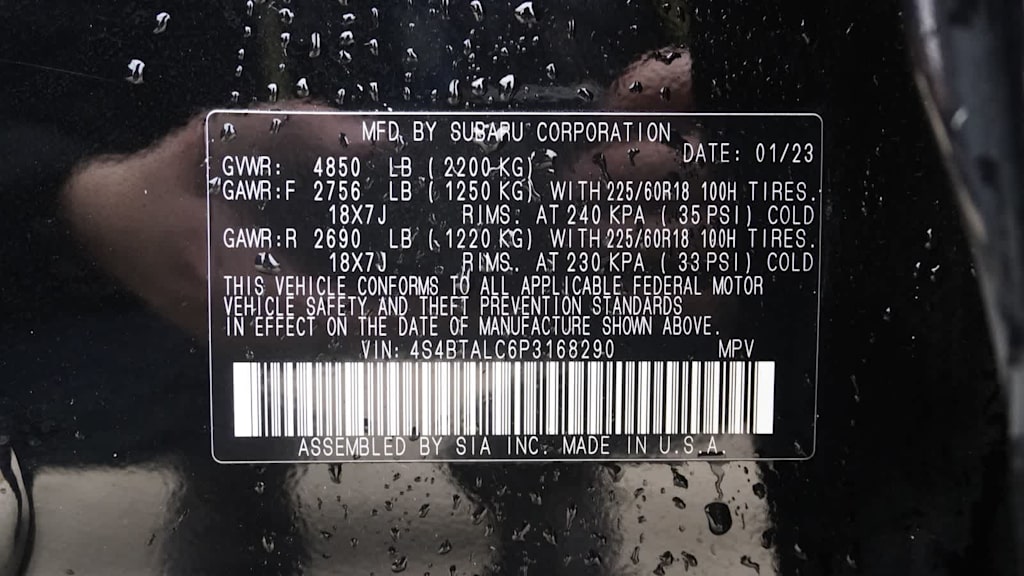 MFD. BY SUBARU CORPORATION
DATE: 01/23
GVWR: 4850 LB (2200 KG)
GAWR:F 2756 LB (1250 KG) WITH 225/60R18 100H TIRES.
18X7J RIMS. AT 240 KPA (35 PSI) COLD
GAWR:R 2690 LB (1220 KG) WITH 225/60R18 100H TIRES.
18X7J RIMS. AT 230 KPA (33 PSI) COLD
THIS VEHICLE CONFORMS TO ALL APPLICABLE FEDERAL MOTOR
VEHICLE SAFETY AND THEFT PREVENTION STANDARDS
IN EFFECT ON THE DATE OF MANUFACTURE SHOWN ABOVE.
VIN: 4S4BTALC6P3168290 MPV
ASSEMBLED BY SIA INC. MADE IN U.S.A.